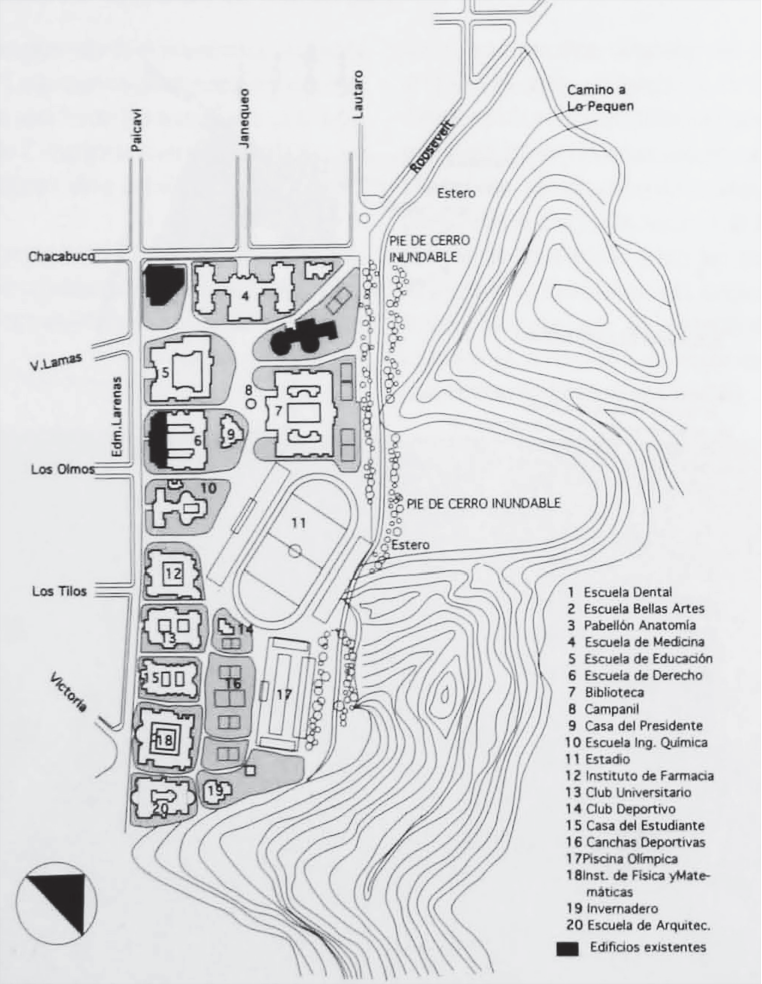 Camino a
Lo Pequen
Lautaro
Janequeo
Paicaví
Roosevelt
Estero
PIE DE CERRO
INUNDABLE
Chacabuco
4
V.Lamas
5
8
7
Edm.Larenas
6
9
Los Olmos
10
PIE DE CERRO INUNDABLE
11
Estero
12
Los Tilos
13
14
15
16
17
Victoria
18
19
20
1 Escuela Dental
2 Escuela Bellas Artes
3 Pabellón Anatomía
4 Escuela de Medicina
5 Escuela de Educación
6 Escuela de Derecho
7 Biblioteca
8 Campanil
9 Casa del Presidente
10 Escuela Ing. Química
11 Estadio
12 Instituto de Farmacia
13 Club Universitario
14 Club Deportivo
15 Casa del Estudiante
16 Canchas Deportivas
17Piscina Olímpica
18Inst. de Física yMate-
máticas
19 Invernadero
20 Escuela de Arquitec.
Edificios existentes